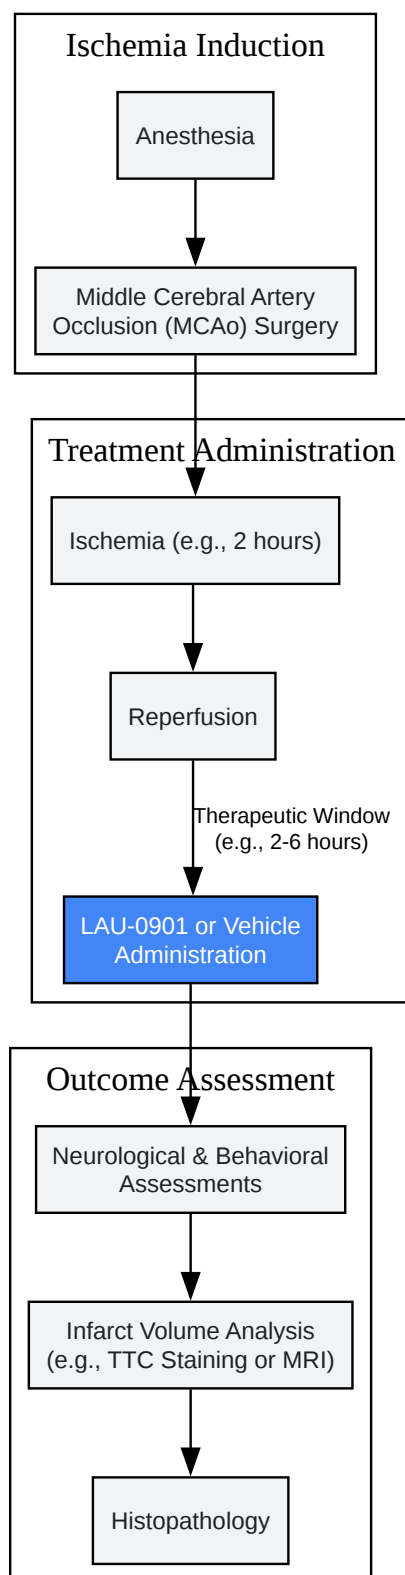 Ischemia Induction
Anesthesia
Middle Cerebral Artery
Occlusion (MCAo) Surgery
Treatment Administration
Ischemia (e.g., 2 hours)
Reperfusion
Therapeutic Window
(e.g., 2-6 hours)
LAU-0901 or Vehicle
Administration
Outcome Assessment
Neurological & Behavioral
Assessments
Infarct Volume Analysis
(e.g., TTC Staining or MRI)
Histopathology